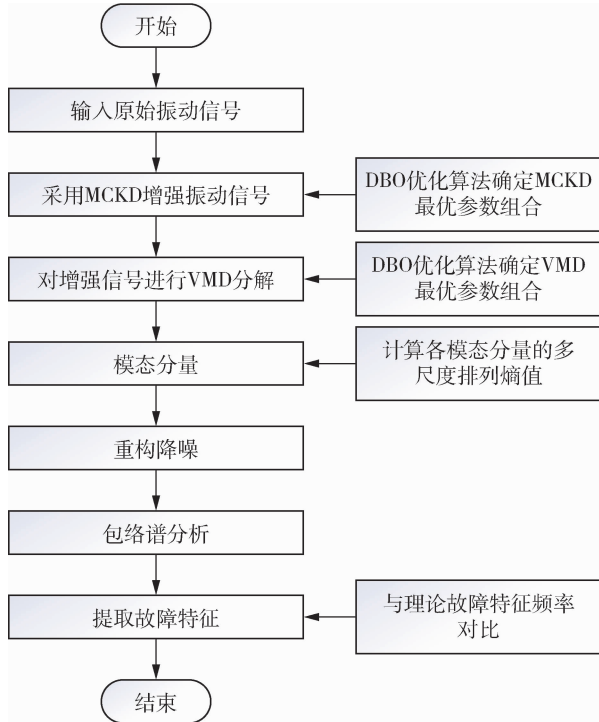 开始
输入原始振动信号
采用MCKD增强振动信号
DBO优化算法确定MCKD
最优参数组合
对增强信号进行VMD分解
DBO优化算法确定VMD
最优参数组合
模态分量
计算各模态分量的多
尺度排列熵值
重构降噪
包络谱分析
提取故障特征
与理论故障特征频率
对比
结束